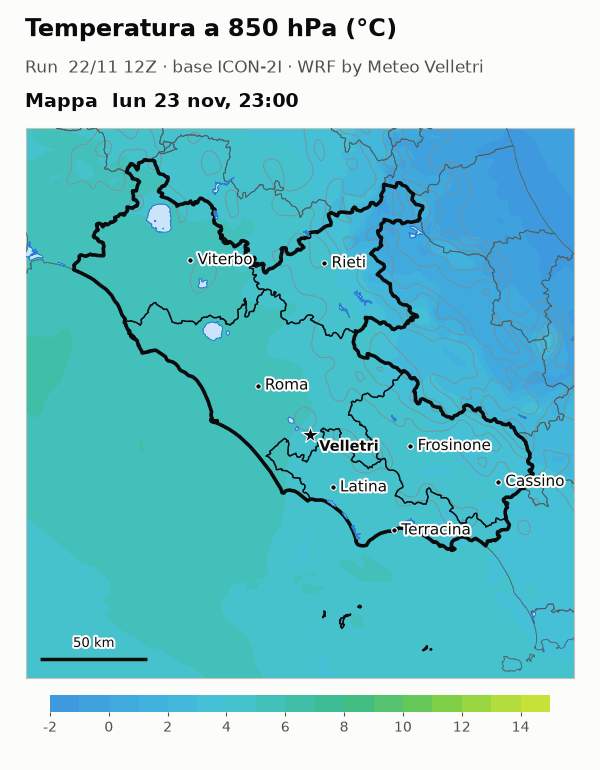 Temperatura a 850 hPa (°C)
Run  22/11 12Z · base ICON-2I · WRF by Meteo Velletri
Mappa  lun 23 nov, 23:00
Viterbo
Rieti
Roma
Velletri
Frosinone
Cassino
Latina
Terracina
50 km
-2 0 2 4 6 8 10 12 14